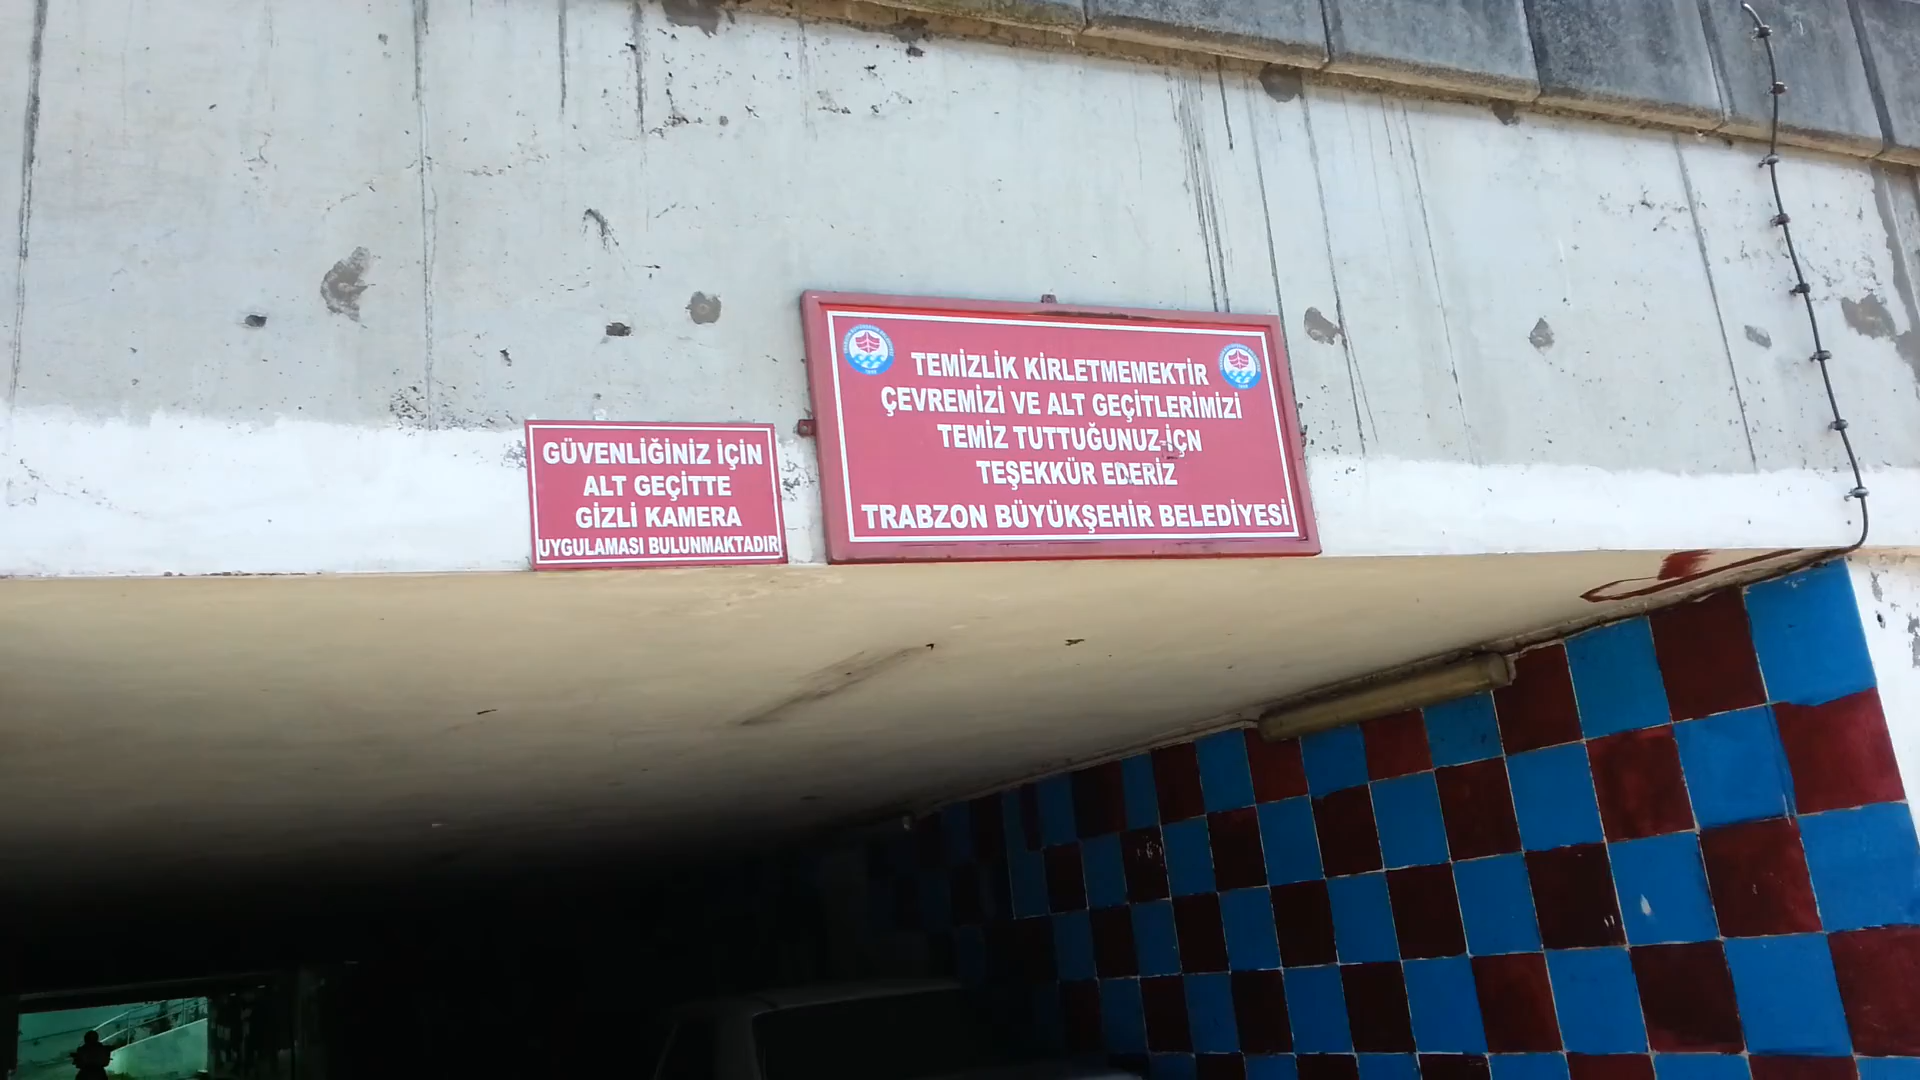 GÜVENLİĞİNİZ İÇİN
ALT GEÇİTTE
GİZLİ KAMERA
UYGULAMASI BULUNMAKTADIR
TEMİZLİK KİRLETMEMEKTİR
ÇEVREMİZİ VE ALT GEÇİTLERİMİZİ
TEMİZ TUTTUĞUNUZ İÇN
TEŞEKKÜR EDERİZ
TRABZON BÜYÜKŞEHİR BELEDİYESİ